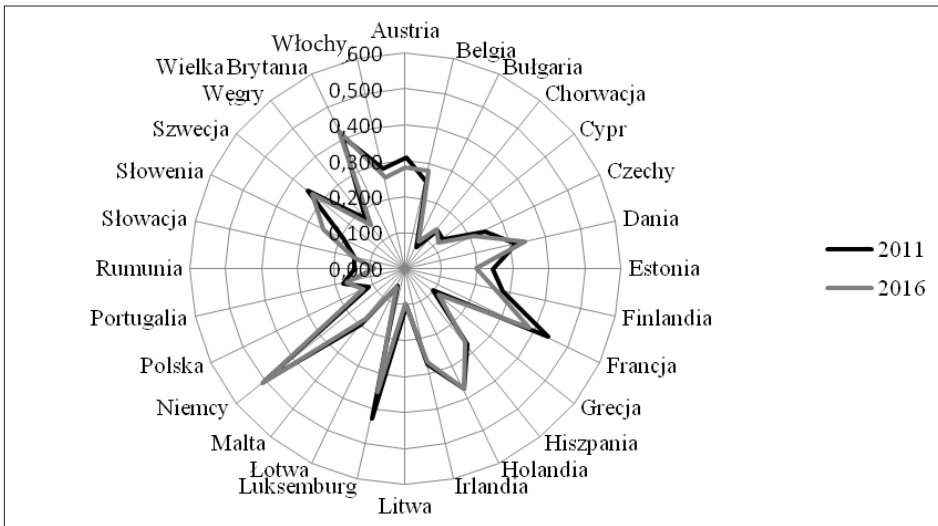 Austria
Belgia
Bułgaria
Chorwacja
Cypr
Czechy
Dania
Estonia
Finlandia
Francja
Grecja
Hiszpania
Holandia
Irlandia
Litwa
Luksemburg
Łotwa
Malta
Niemcy
Polska
Portugalia
Rumunia
Słowacja
Słowenia
Szwecja
Węgry
Wielka Brytania
Włochy
,600
0,500
0,400
0,300
0,200
0,100
0,000
2011
2016